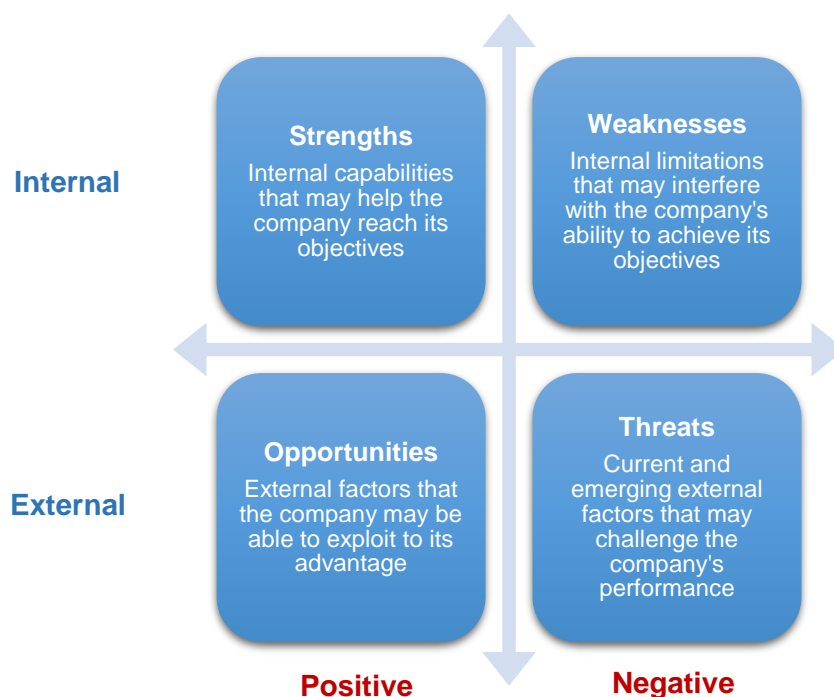 Internal
Strengths
Internal capabilities
that may help the
company reach its
objectives
Weaknesses
Internal limitations
that may interfere
with the company's
ability to achieve its
objectives
External
Opportunities
External factors that
the company may be
able to exploit to its
advantage
Threats
Current and
emerging external
factors that may
challenge the
company's
performance
Positive
Negative